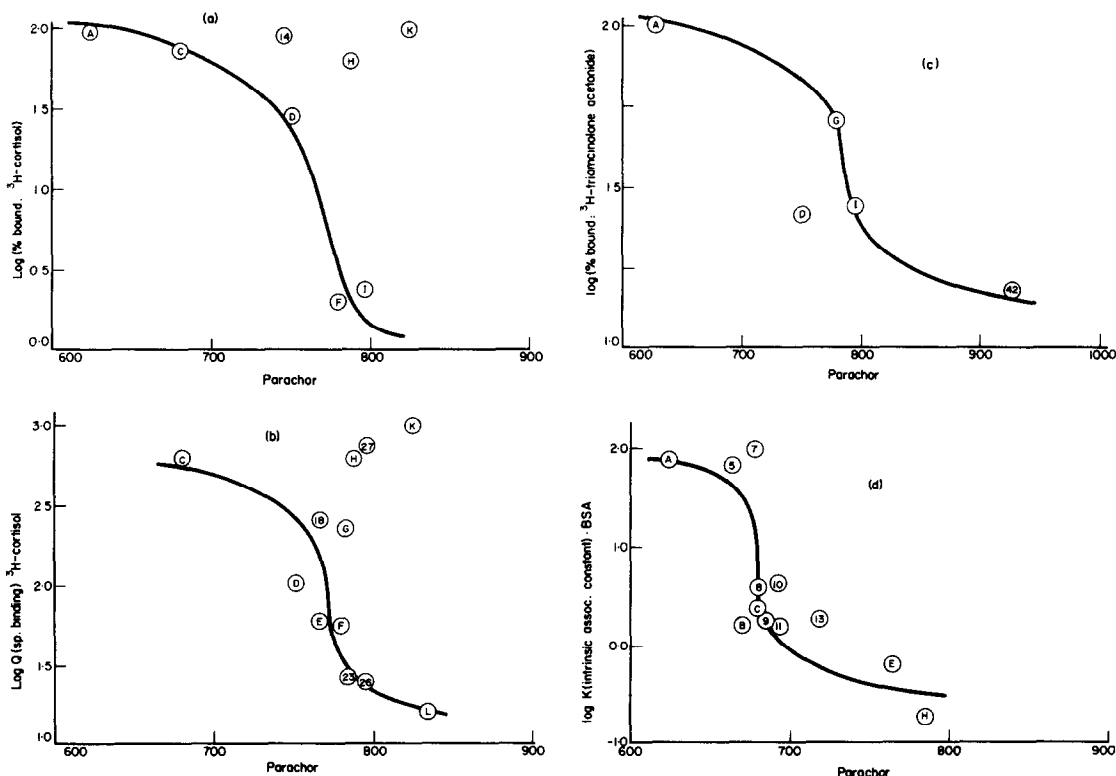 (a)
2·0
1·5
1·0
0·5
0·0
Log (% bound. ³H-cortisol
A
C
14
D
H
K
F
I
600
700
800
900
Parachor
(c)
2·0
1·5
1·0
log (% bound: ³H-triamcinolone acetonide)
A
G
D
I
42
600
700
800
900
1000
Parachor
(b)
3·0
2·5
2·0
1·5
1·0
Log Q (sp. binding) ³H-cortisol
C
K
27
H
18
G
D
E
F
23
26
L
600
700
800
900
Parachor
(d)
2·0
1·0
0·0
-1·0
log K (intrinsic assoc. constant) · BSA
A
5
7
8
10
C
B
9
11
13
E
H
600
700
800
900
Parachor